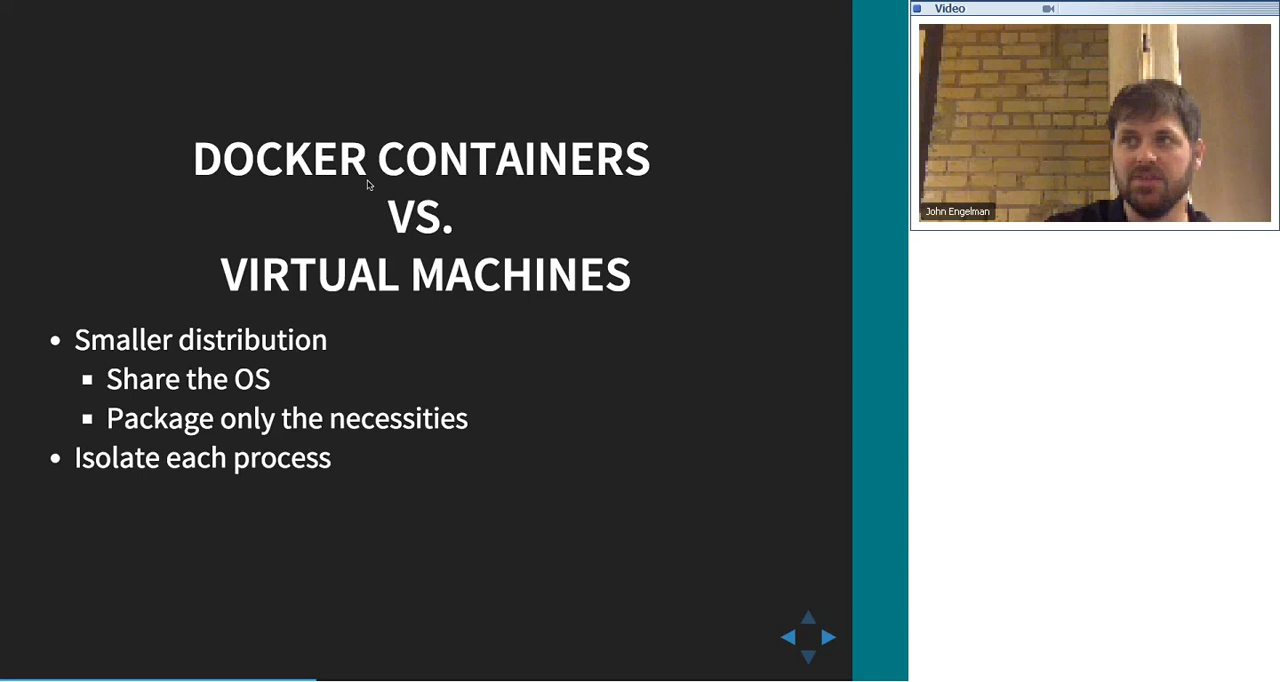 DOCKER CONTAINERS
VS.
VIRTUAL MACHINES
• Smaller distribution
▪ Share the OS
▪ Package only the necessities
• Isolate each process
Video
John Engelman